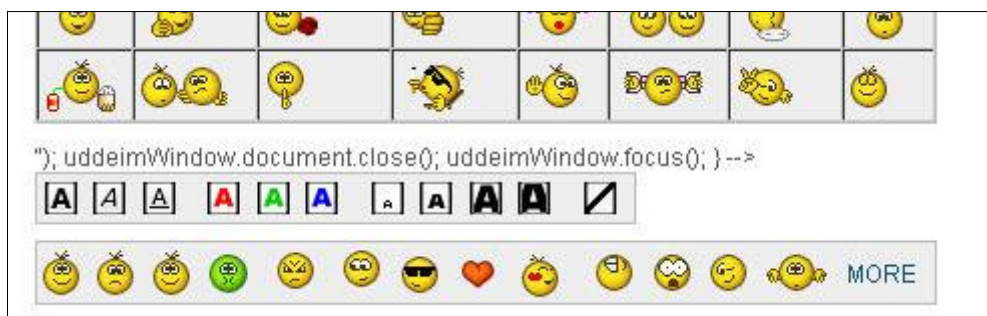 "); uddeimWindow.document.close(); uddeimWindow.focus(); } -->
A A A A A A A A A A
MORE